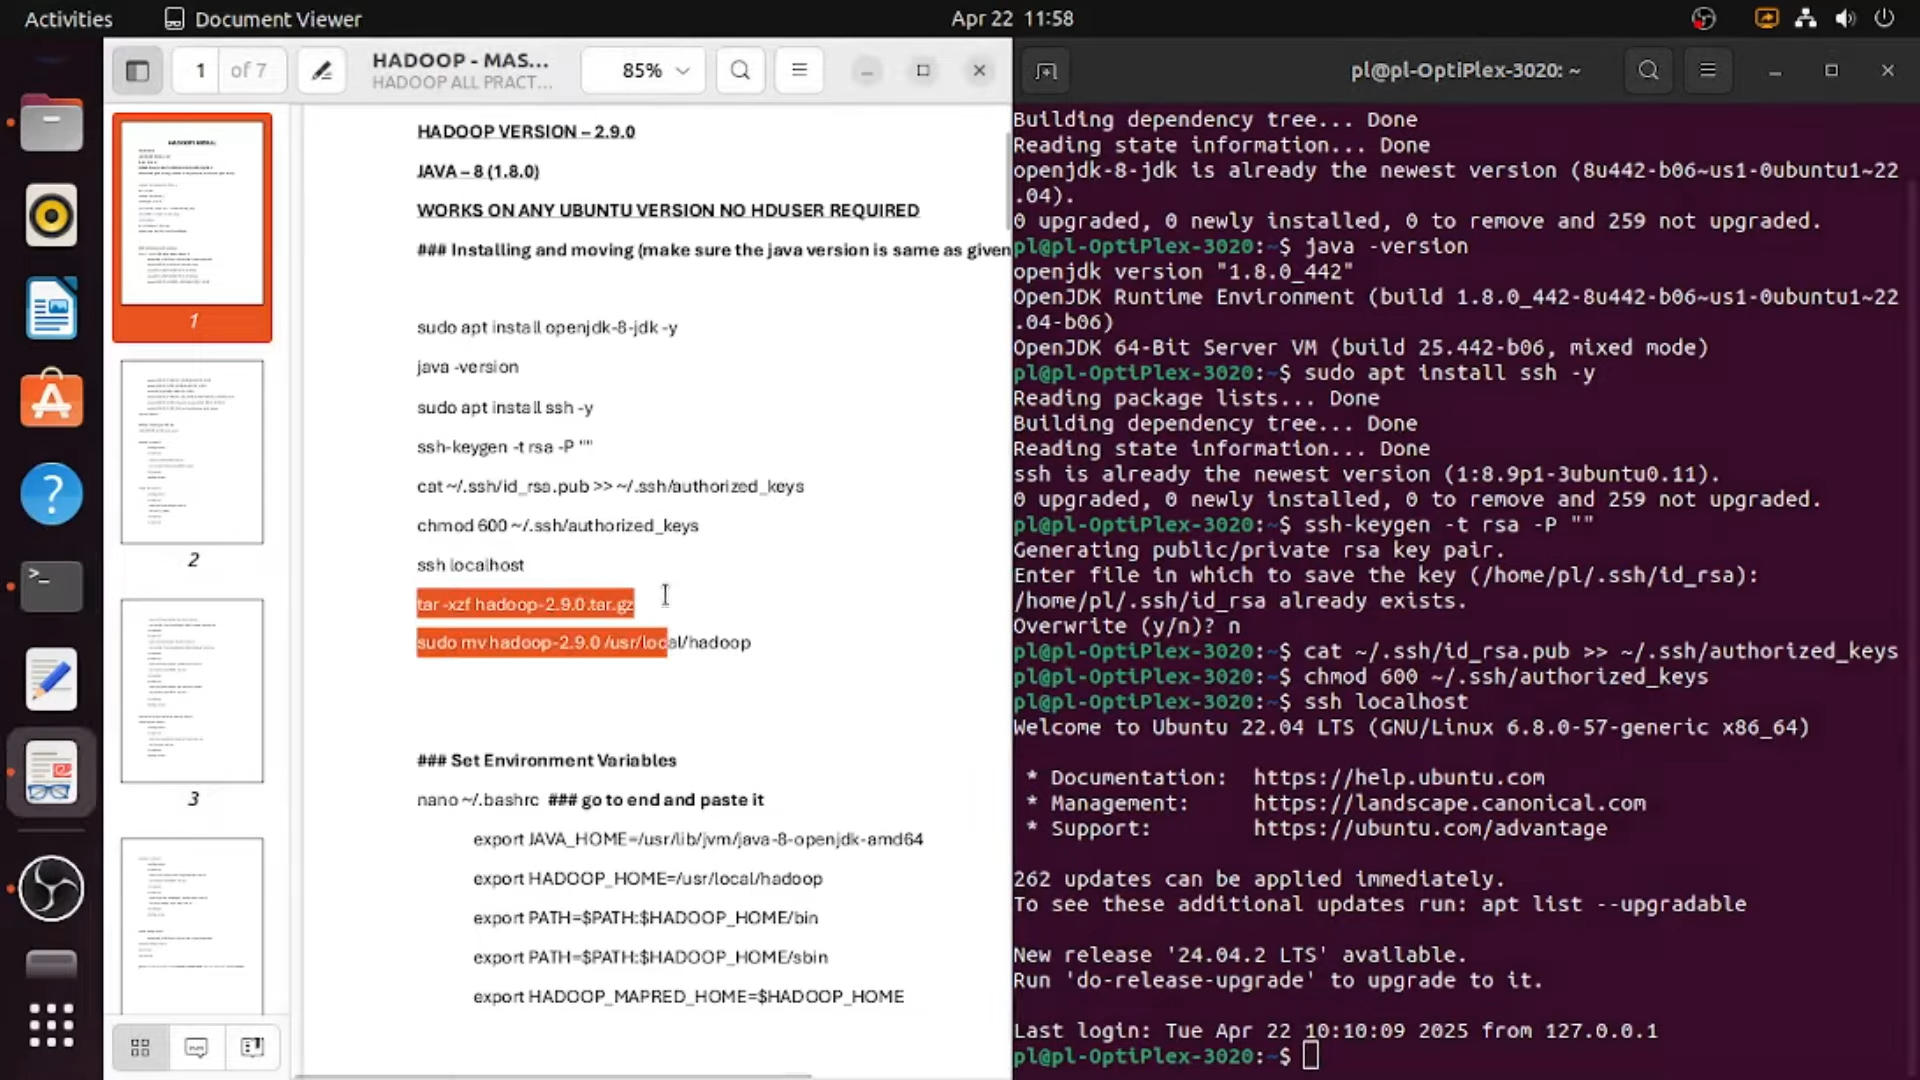 Activities
Document Viewer
Apr 22 11:58
1 of 7
HADOOP - MAS...
HADOOP ALL PRACT...
85%
1
2
3
HADOOP VERSION – 2.9.0
JAVA – 8 (1.8.0)
WORKS ON ANY UBUNTU VERSION NO HDUSER REQUIRED
### Installing and moving (make sure the java version is same as given
sudo apt install openjdk-8-jdk -y
java -version
sudo apt install ssh -y
ssh-keygen -t rsa -P ""
cat ~/.ssh/id_rsa.pub >> ~/.ssh/authorized_keys
chmod 600 ~/.ssh/authorized_keys
ssh localhost
tar -xzf hadoop-2.9.0.tar.gz
sudo mv hadoop-2.9.0 /usr/local/hadoop
### Set Environment Variables
nano ~/.bashrc ### go to end and paste it
export JAVA_HOME=/usr/lib/jvm/java-8-openjdk-amd64
export HADOOP_HOME=/usr/local/hadoop
export PATH=$PATH:$HADOOP_HOME/bin
export PATH=$PATH:$HADOOP_HOME/sbin
export HADOOP_MAPRED_HOME=$HADOOP_HOME
pl@pl-OptiPlex-3020: ~
Building dependency tree... Done
Reading state information... Done
openjdk-8-jdk is already the newest version (8u442-b06~us1-0ubuntu1~22
.04).
0 upgraded, 0 newly installed, 0 to remove and 259 not upgraded.
pl@pl-OptiPlex-3020:~$ java -version
openjdk version "1.8.0_442"
OpenJDK Runtime Environment (build 1.8.0_442-8u442-b06~us1-0ubuntu1~22
.04-b06)
OpenJDK 64-Bit Server VM (build 25.442-b06, mixed mode)
pl@pl-OptiPlex-3020:~$ sudo apt install ssh -y
Reading package lists... Done
Building dependency tree... Done
Reading state information... Done
ssh is already the newest version (1:8.9p1-3ubuntu0.11).
0 upgraded, 0 newly installed, 0 to remove and 259 not upgraded.
pl@pl-OptiPlex-3020:~$ ssh-keygen -t rsa -P ""
Generating public/private rsa key pair.
Enter file in which to save the key (/home/pl/.ssh/id_rsa):
/home/pl/.ssh/id_rsa already exists.
Overwrite (y/n)? n
pl@pl-OptiPlex-3020:~$ cat ~/.ssh/id_rsa.pub >> ~/.ssh/authorized_keys
pl@pl-OptiPlex-3020:~$ chmod 600 ~/.ssh/authorized_keys
pl@pl-OptiPlex-3020:~$ ssh localhost
Welcome to Ubuntu 22.04 LTS (GNU/Linux 6.8.0-57-generic x86_64)
* Documentation: https://help.ubuntu.com
* Management: https://landscape.canonical.com
* Support: https://ubuntu.com/advantage
262 updates can be applied immediately.
To see these additional updates run: apt list --upgradable
New release '24.04.2 LTS' available.
Run 'do-release-upgrade' to upgrade to it.
Last login: Tue Apr 22 10:10:09 2025 from 127.0.0.1
pl@pl-OptiPlex-3020:~$